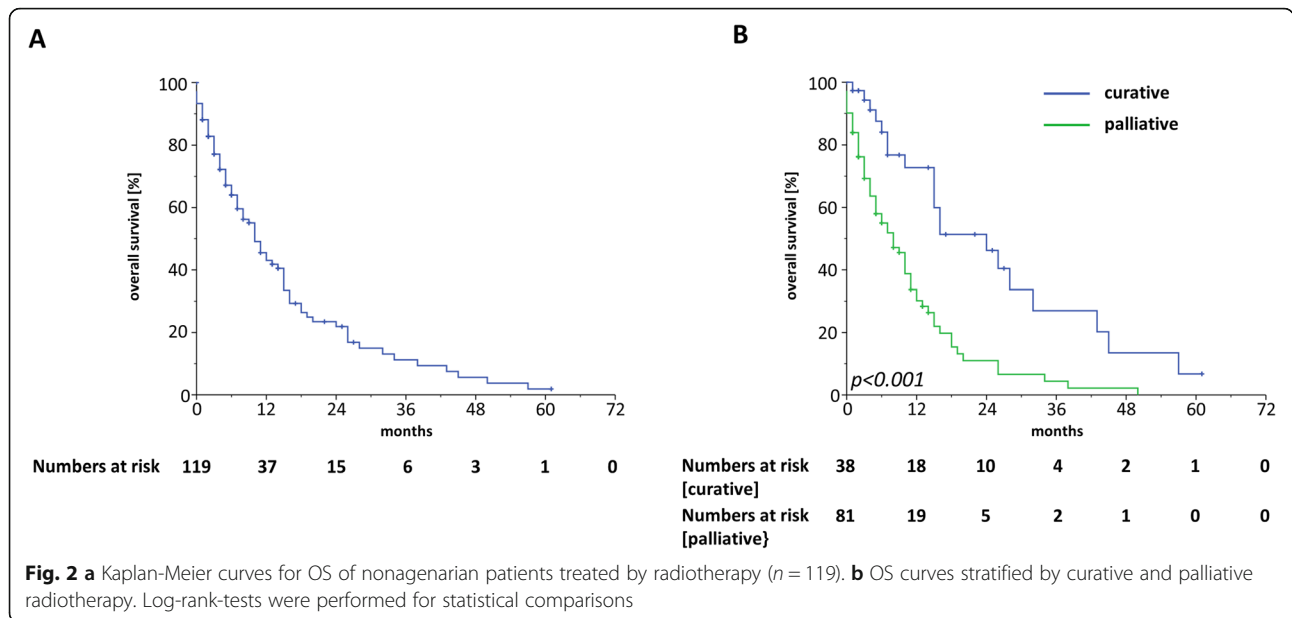 A
B
100
80
60
40
20
0
overall survival [%]
0 12 24 36 48 60 72
months
Numbers at risk 119 37 15 6 3 1 0
100
80
60
40
20
0
overall survival [%]
curative
palliative
p<0.001
0 12 24 36 48 60 72
months
Numbers at risk 38 18 10 4 2 1 0
[curative]
Numbers at risk 81 19 5 2 1 0 0
[palliative}
Fig. 2 a Kaplan-Meier curves for OS of nonagenarian patients treated by radiotherapy (n = 119). b OS curves stratified by curative and palliative
radiotherapy. Log-rank-tests were performed for statistical comparisons